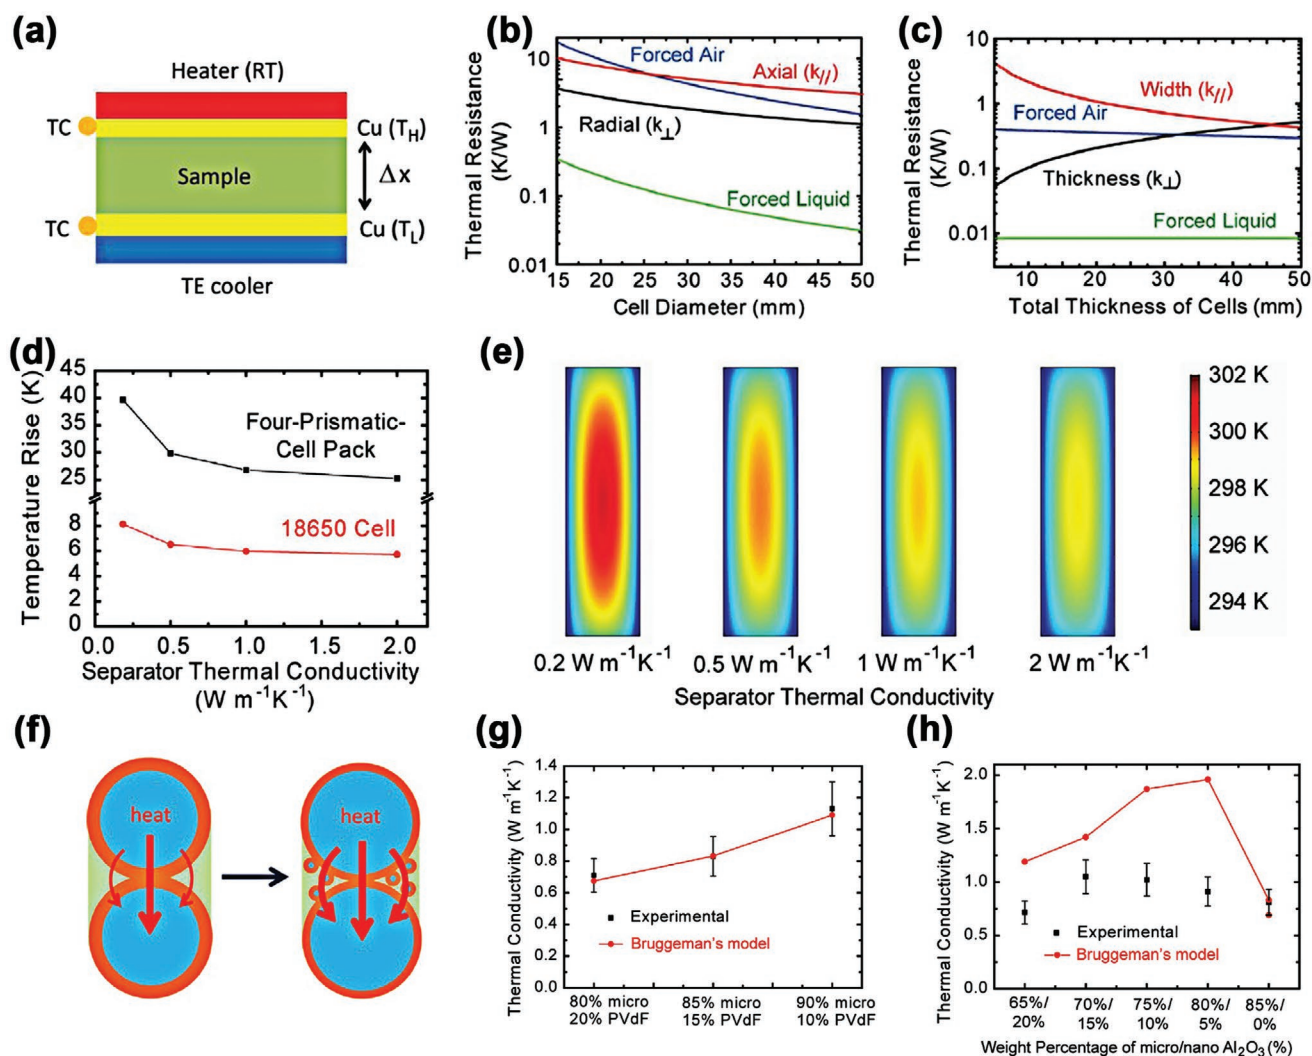 (a)
Heater (RT)
TC
Cu (T_H)
Sample
Δx
TC
Cu (T_L)
TE cooler
(b)
Thermal Resistance
(K/W)
10
1
0.1
0.01
Forced Air
Axial (k_//)
Radial (k_⊥)
Forced Liquid
15 20 25 30 35 40 45 50
Cell Diameter (mm)
(c)
Thermal Resistance
(K/W)
10
1
0.1
0.01
Width (k_//)
Forced Air
Thickness (k_⊥)
Forced Liquid
10 20 30 40 50
Total Thickness of Cells (mm)
(d)
Temperature Rise (K)
45
40
35
30
25
8
6
4
2
0
Four-Prismatic-
Cell Pack
18650 Cell
0.0 0.5 1.0 1.5 2.0
Separator Thermal Conductivity
(W m⁻¹K⁻¹)
(e)
302 K
300 K
298 K
296 K
294 K
0.2 W m⁻¹K⁻¹ 0.5 W m⁻¹K⁻¹ 1 W m⁻¹K⁻¹ 2 W m⁻¹K⁻¹
Separator Thermal Conductivity
(f)
heat
heat
(g)
Thermal Conductivity (W m⁻¹K⁻¹)
1.4
1.2
1.0
0.8
0.6
0.4
0.2
0.0
Experimental
Bruggeman's model
80% micro 85% micro 90% micro
20% PVdF 15% PVdF 10% PVdF
(h)
Thermal Conductivity (W m⁻¹K⁻¹)
2.0
1.5
1.0
0.5
0.0
Experimental
Bruggeman's model
65%/ 70%/ 75%/ 80%/ 85%/
20% 15% 10% 5% 0%
Weight Percentage of micro/nano Al₂O₃ (%)